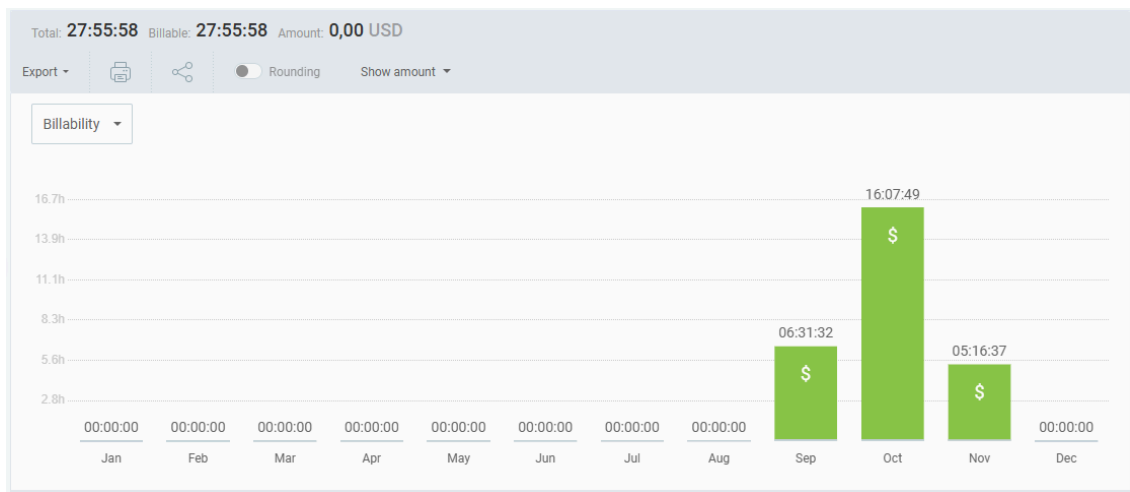 Total: 27:55:58 Billable: 27:55:58 Amount: 0,00 USD
Export Rounding Show amount
Billability
16.7h
13.9h
11.1h
8.3h
5.6h
2.8h
16:07:49
$
06:31:32
$
05:16:37
$
00:00:00 00:00:00 00:00:00 00:00:00 00:00:00 00:00:00 00:00:00 00:00:00 00:00:00
Jan Feb Mar Apr May Jun Jul Aug Sep Oct Nov Dec